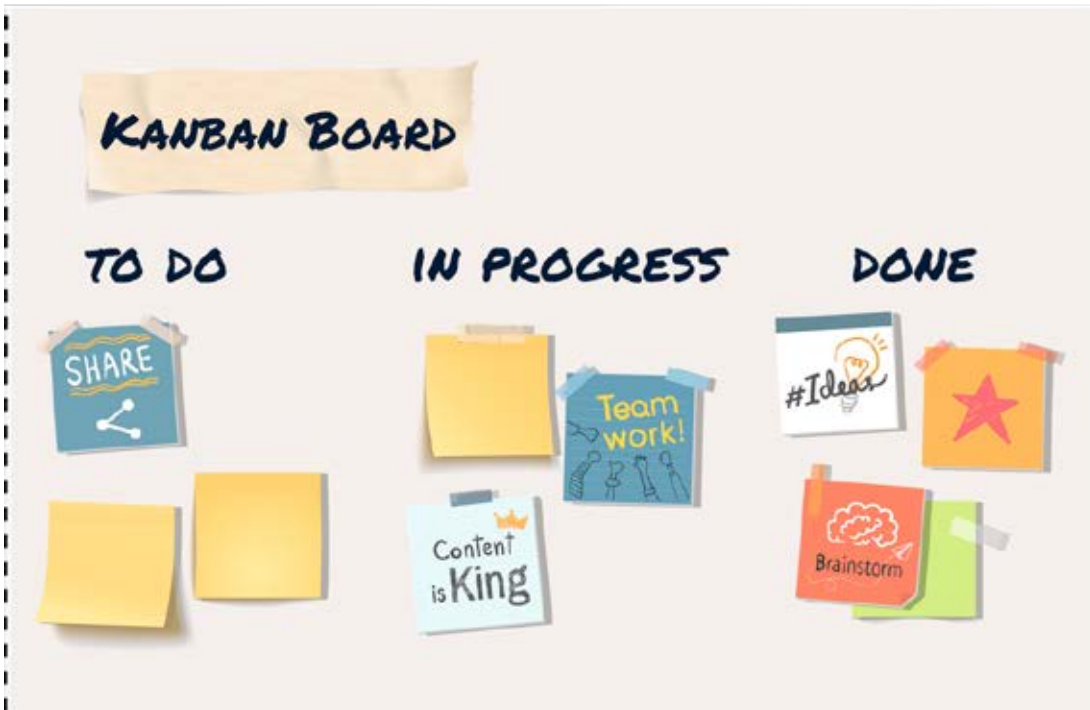 KANBAN BOARD
TO DO
SHARE
IN PROGRESS
Team
work!
Content
is King
DONE
#Ideas
Brainstorm